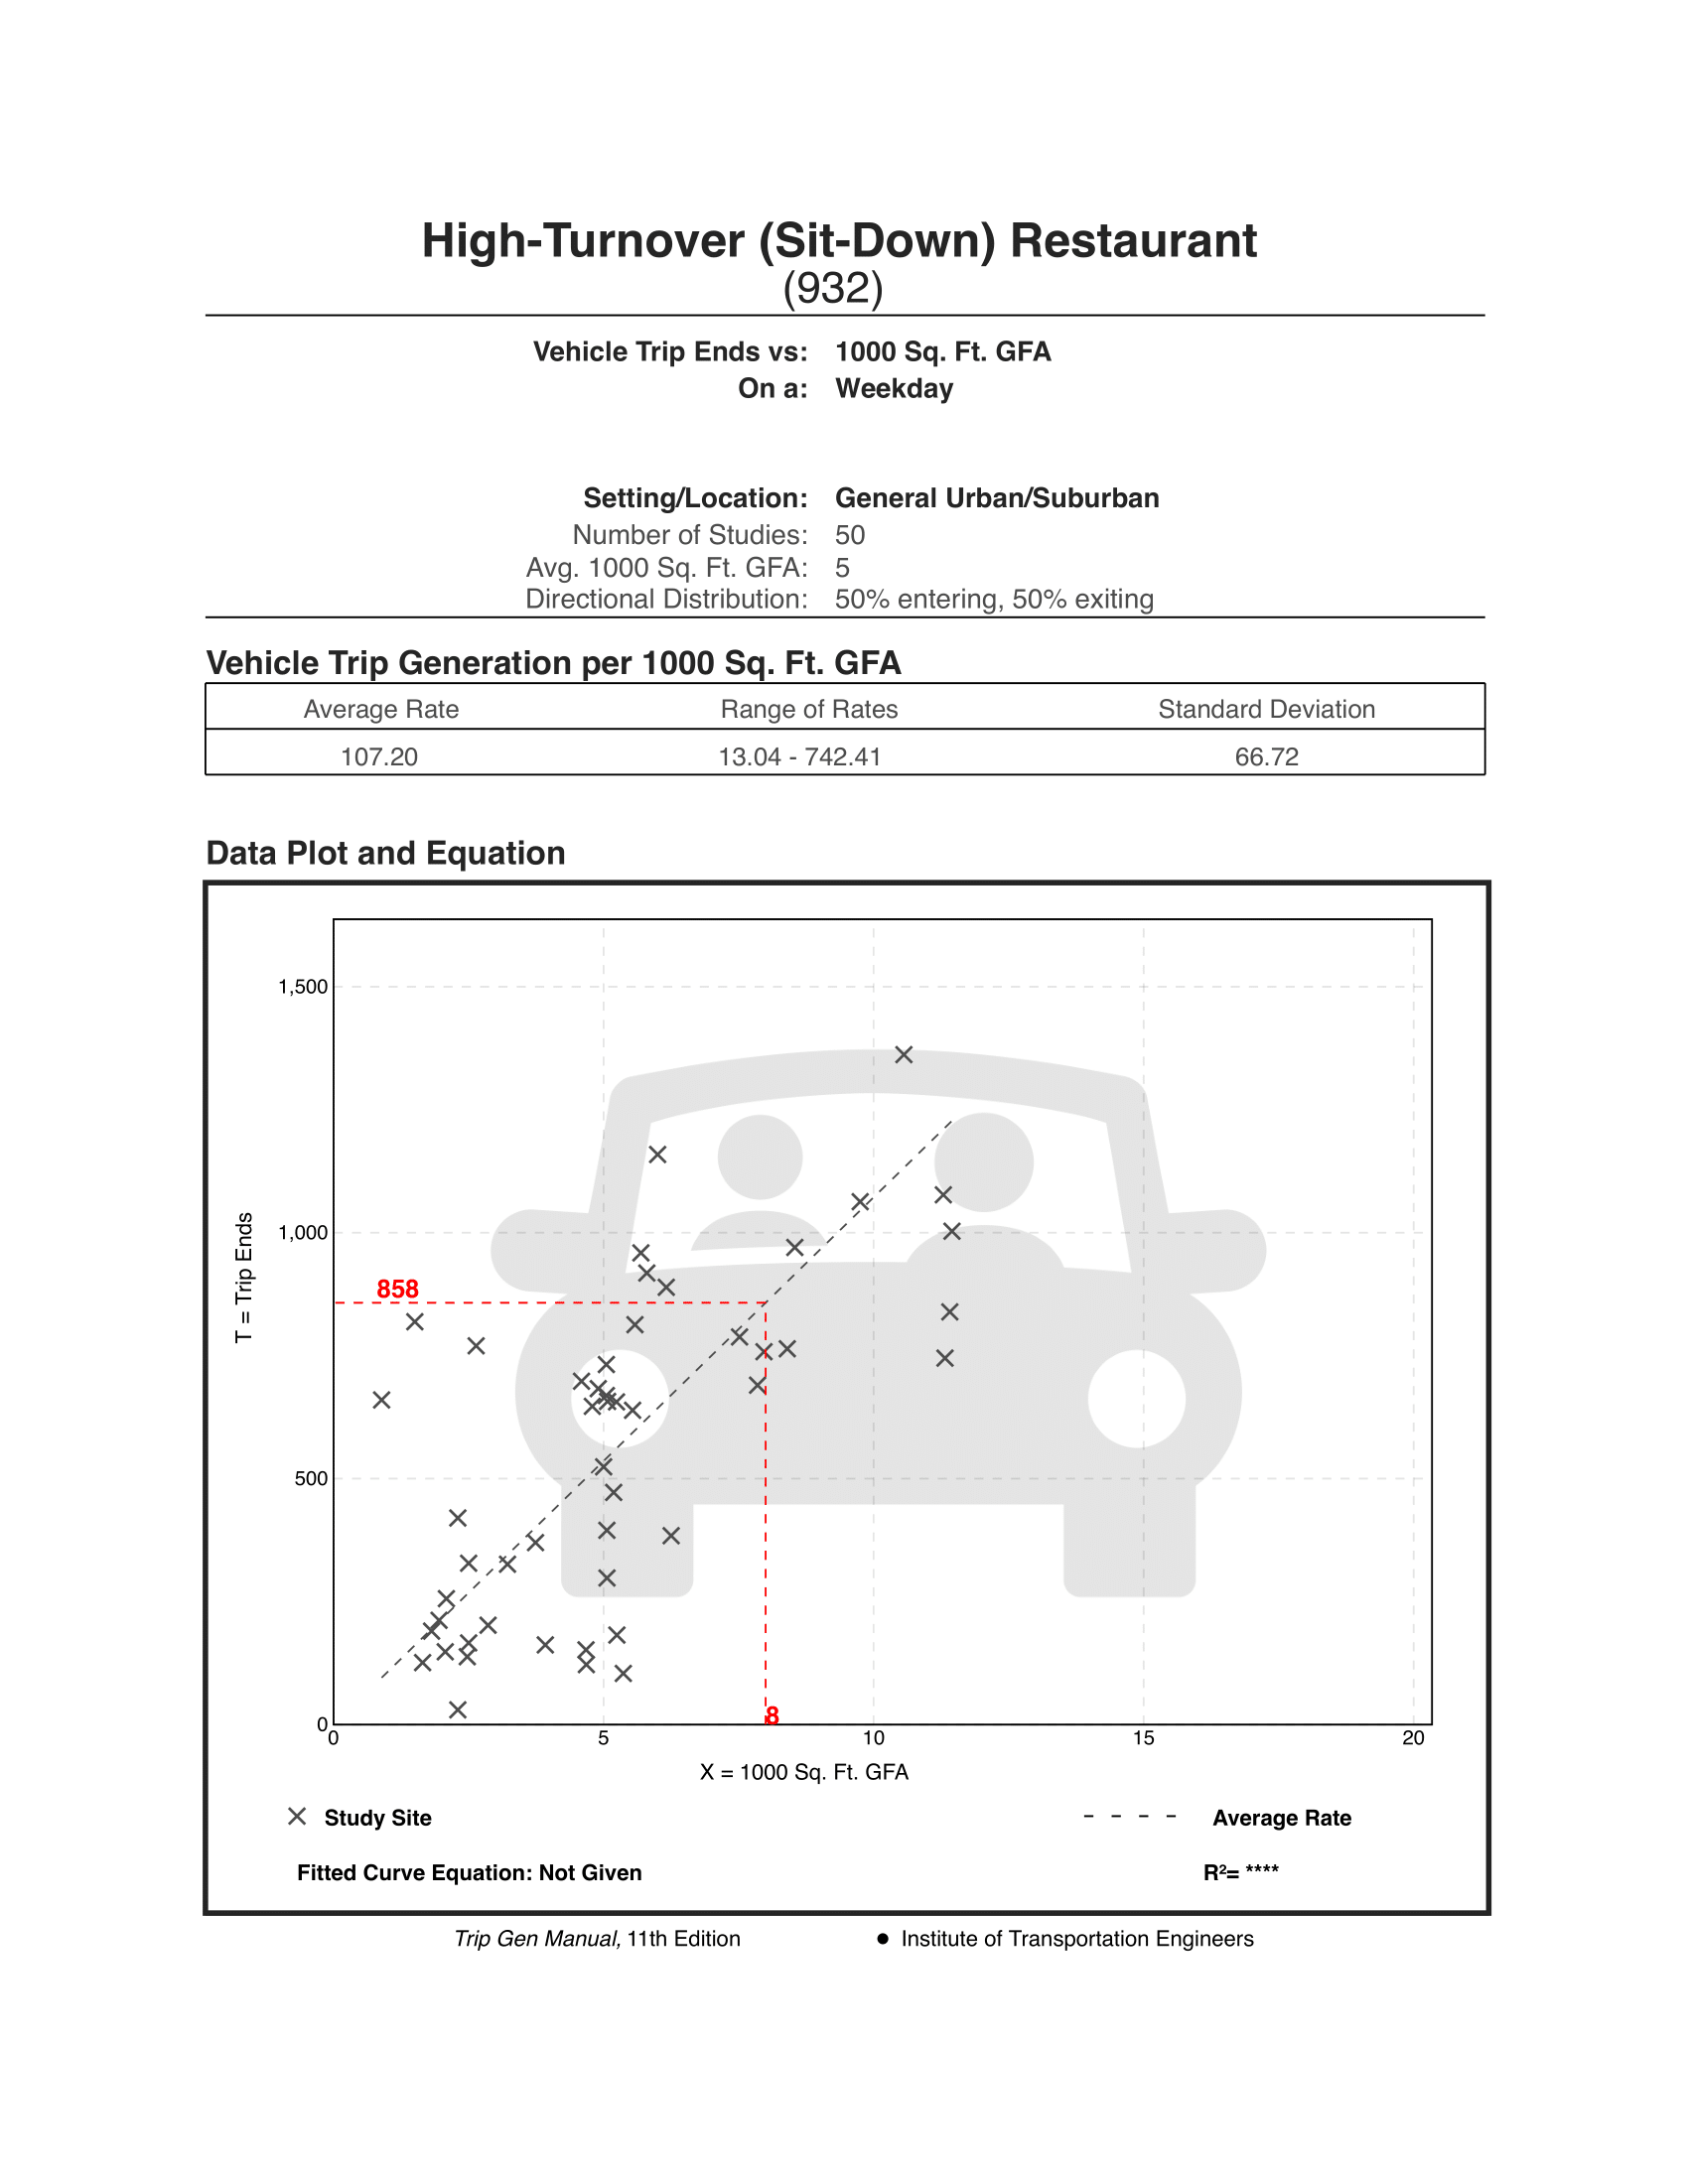 High-Turnover (Sit-Down) Restaurant
(932)
Vehicle Trip Ends vs: 1000 Sq. Ft. GFA
On a: Weekday
Setting/Location: General Urban/Suburban
Number of Studies: 50
Avg. 1000 Sq. Ft. GFA: 5
Directional Distribution: 50% entering, 50% exiting
Vehicle Trip Generation per 1000 Sq. Ft. GFA
Average Rate Range of Rates Standard Deviation
107.20 13.04 - 742.41 66.72
Data Plot and Equation
1,500
1,000
858
500
0
8
0 5 10 15 20
T = Trip Ends
X = 1000 Sq. Ft. GFA
Study Site Average Rate
Fitted Curve Equation: Not Given R²= ****
Trip Gen Manual, 11th Edition ● Institute of Transportation Engineers